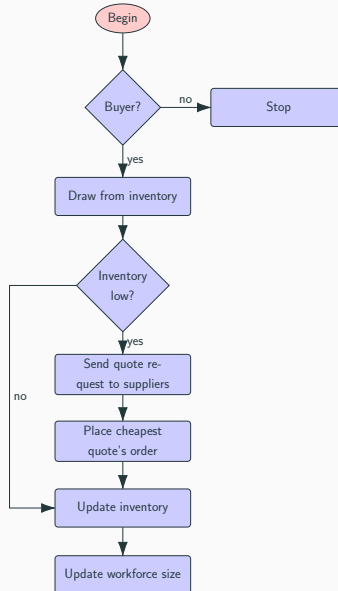 Begin
Buyer?
no
Stop
yes
Draw from inventory
Inventory
low?
yes
Send quote re-
quest to suppliers
no
Place cheapest
quote's order
Update inventory
Update workforce size